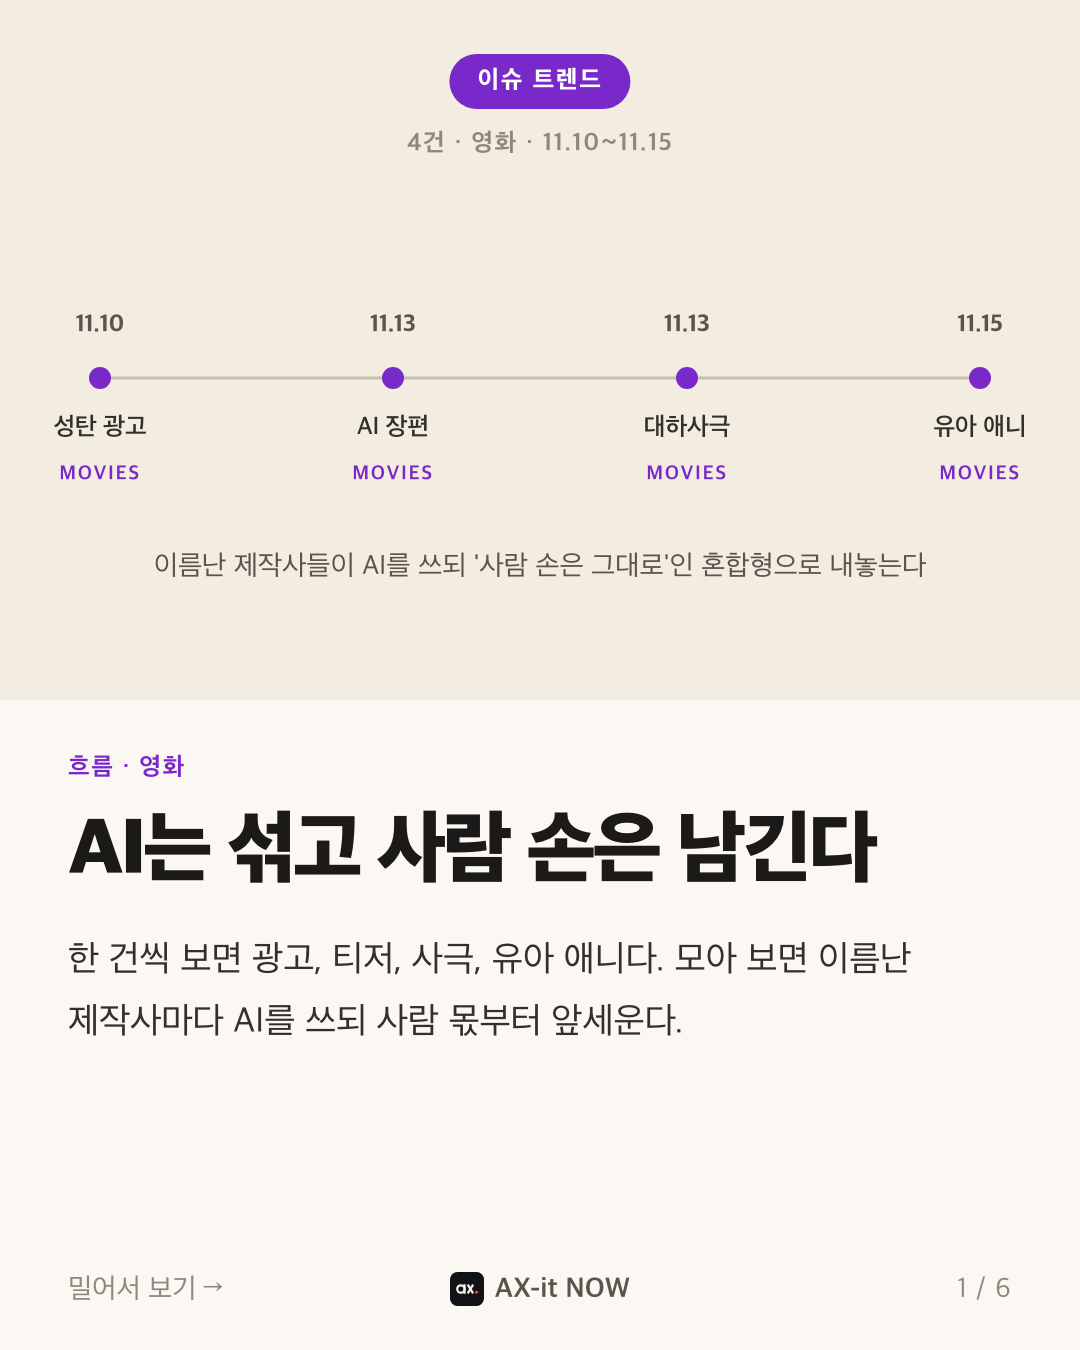 이슈 트렌드
4건 · 영화 · 11.10~11.15
11.10 11.13 11.13 11.15
성탄 광고 AI 장편 대하사극 유아 애니
MOVIES MOVIES MOVIES MOVIES
이름난 제작사들이 AI를 쓰되 '사람 손은 그대로'인 혼합형으로 내놓는다
흐름 · 영화
AI는 섞고 사람 손은 남긴다
한 건씩 보면 광고, 티저, 사극, 유아 애니다. 모아 보면 이름난
제작사마다 AI를 쓰되 사람 몫부터 앞세운다.
밀어서 보기 → ax. AX-it NOW 1 / 6